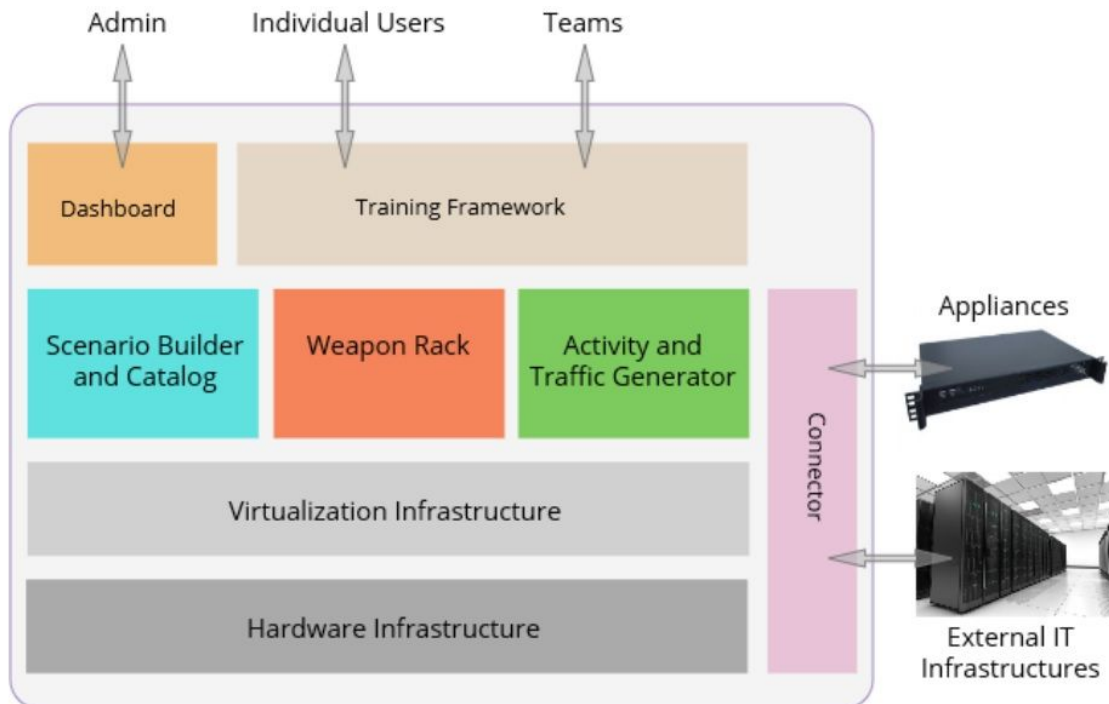 Admin
Individual Users
Teams
Dashboard
Training Framework
Scenario Builder
and Catalog
Weapon Rack
Activity and
Traffic Generator
Connector
Appliances
Virtualization Infrastructure
Hardware Infrastructure
External IT
Infrastructures